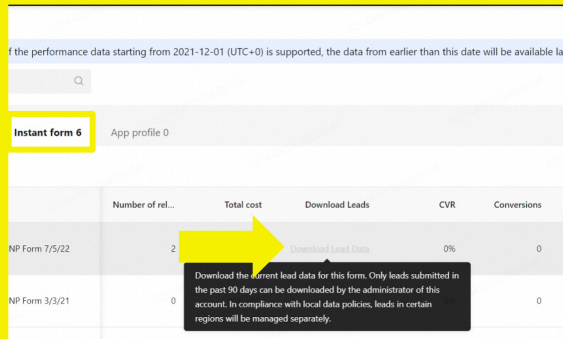 f the performance data starting from 2021-12-01 (UTC+0) is supported, the data from earlier than this date will be available la
Instant form 6 App profile 0
Number of rel... Total cost Download Leads CVR Conversions
NP Form 7/5/22 2 Download Lead Data 0% 0
Download the current lead data for this form. Only leads submitted in
the past 90 days can be downloaded by the administrator of this
account. In compliance with local data policies, leads in certain
regions will be managed separately.
NP Form 3/3/21 0 0